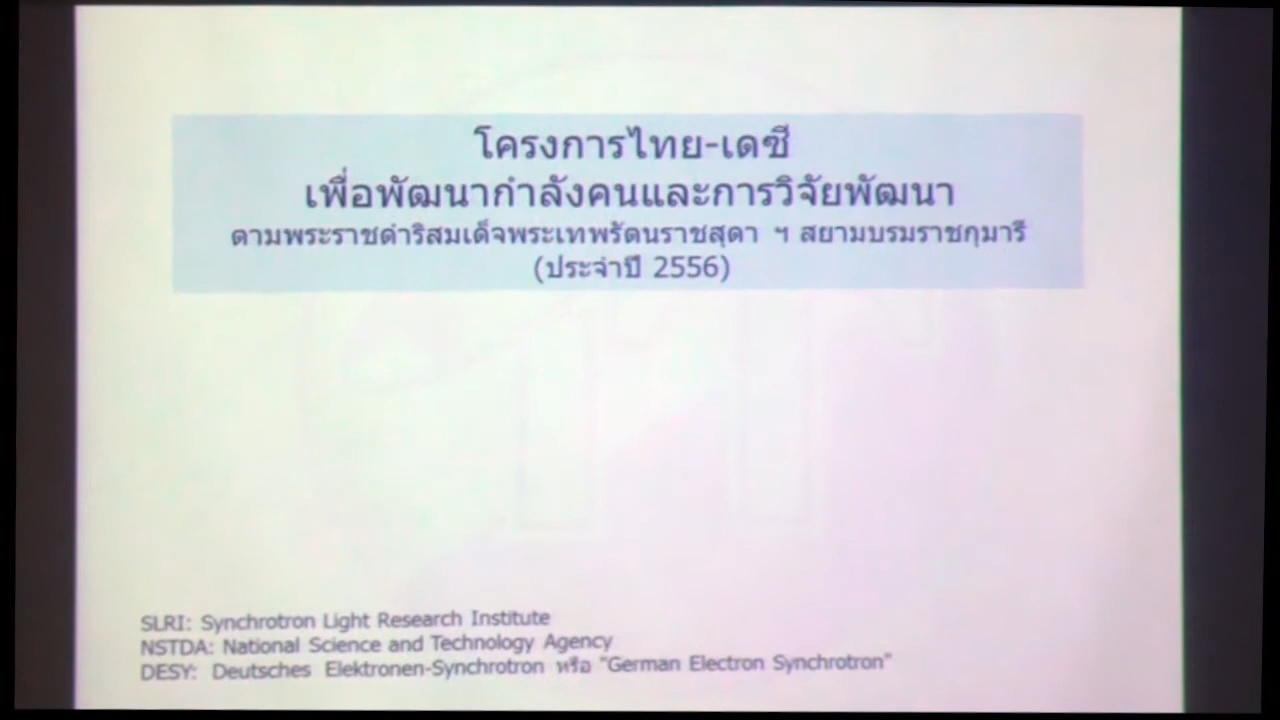 โครงการไทย-เดซี
เพื่อพัฒนากำลังคนและการวิจัยพัฒนา
ตามพระราชดำริสมเด็จพระเทพรัตนราชสุดา ฯ สยามบรมราชกุมารี
(ประจำปี 2556)
SLRI: Synchrotron Light Research Institute
NSTDA: National Science and Technology Agency
DESY: Deutsches Elektronen-Synchrotron หรือ "German Electron Synchrotron"